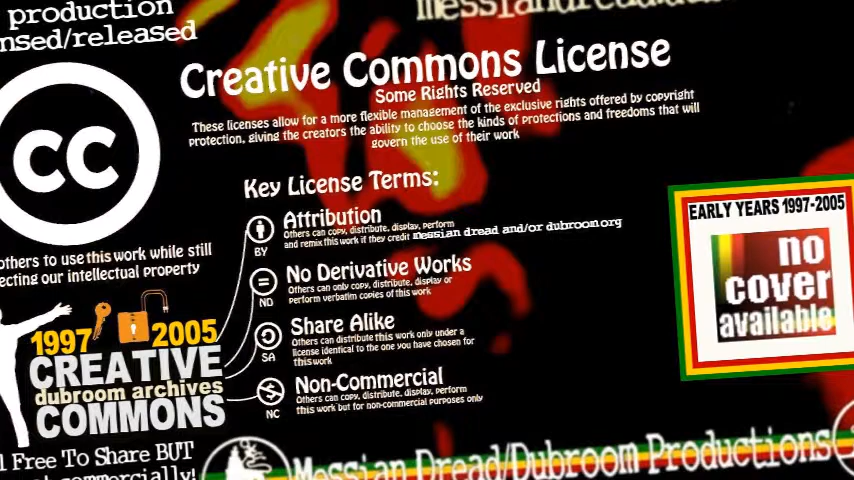 production
nsed/released
messiandread
Creative Commons License
Some Rights Reserved
These licenses allow for a more flexible management of the exclusive rights offered by copyright
protection, giving the creators the ability to choose the kinds of protections and freedoms that will
govern the use of their work
cc
Key License Terms:
Attribution
Others can copy, distribute, display, perform
and remix this work if they credit messian dread and/or dubroom.org
BY
No Derivative Works
Others can only copy, distribute, display or
perform verbatim copies of this work
ND
Share Alike
Others can distribute this work only under a
license identical to the one you have chosen for
this work
SA
Non-Commercial
Others can copy, distribute, display, perform
this work but for non-commercial purposes only
NC
others to use this work while still
ecting our intellectual property
1997 2005
CREATIVE
dubroom archives
COMMONS
l Free To Share BUT
commercially!
EARLY YEARS 1997-2005
no
cover
available
Messian Dread/Dubroom Productions